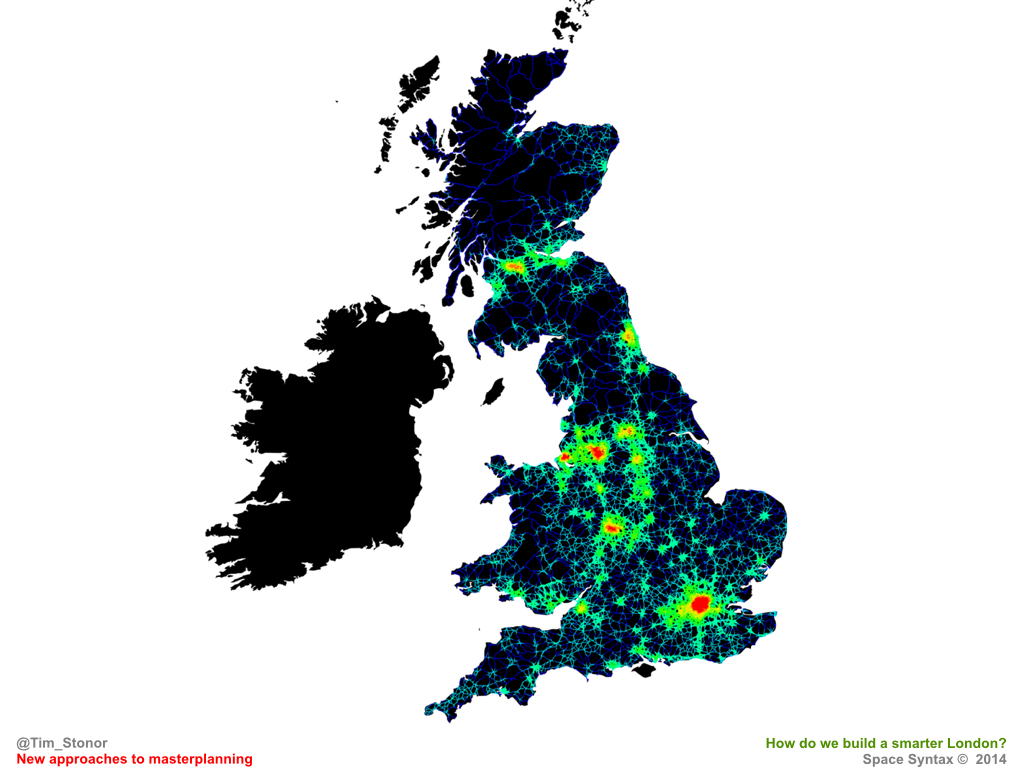 @Tim_Stonor
New approaches to masterplanning
How do we build a smarter London?
Space Syntax © 2014